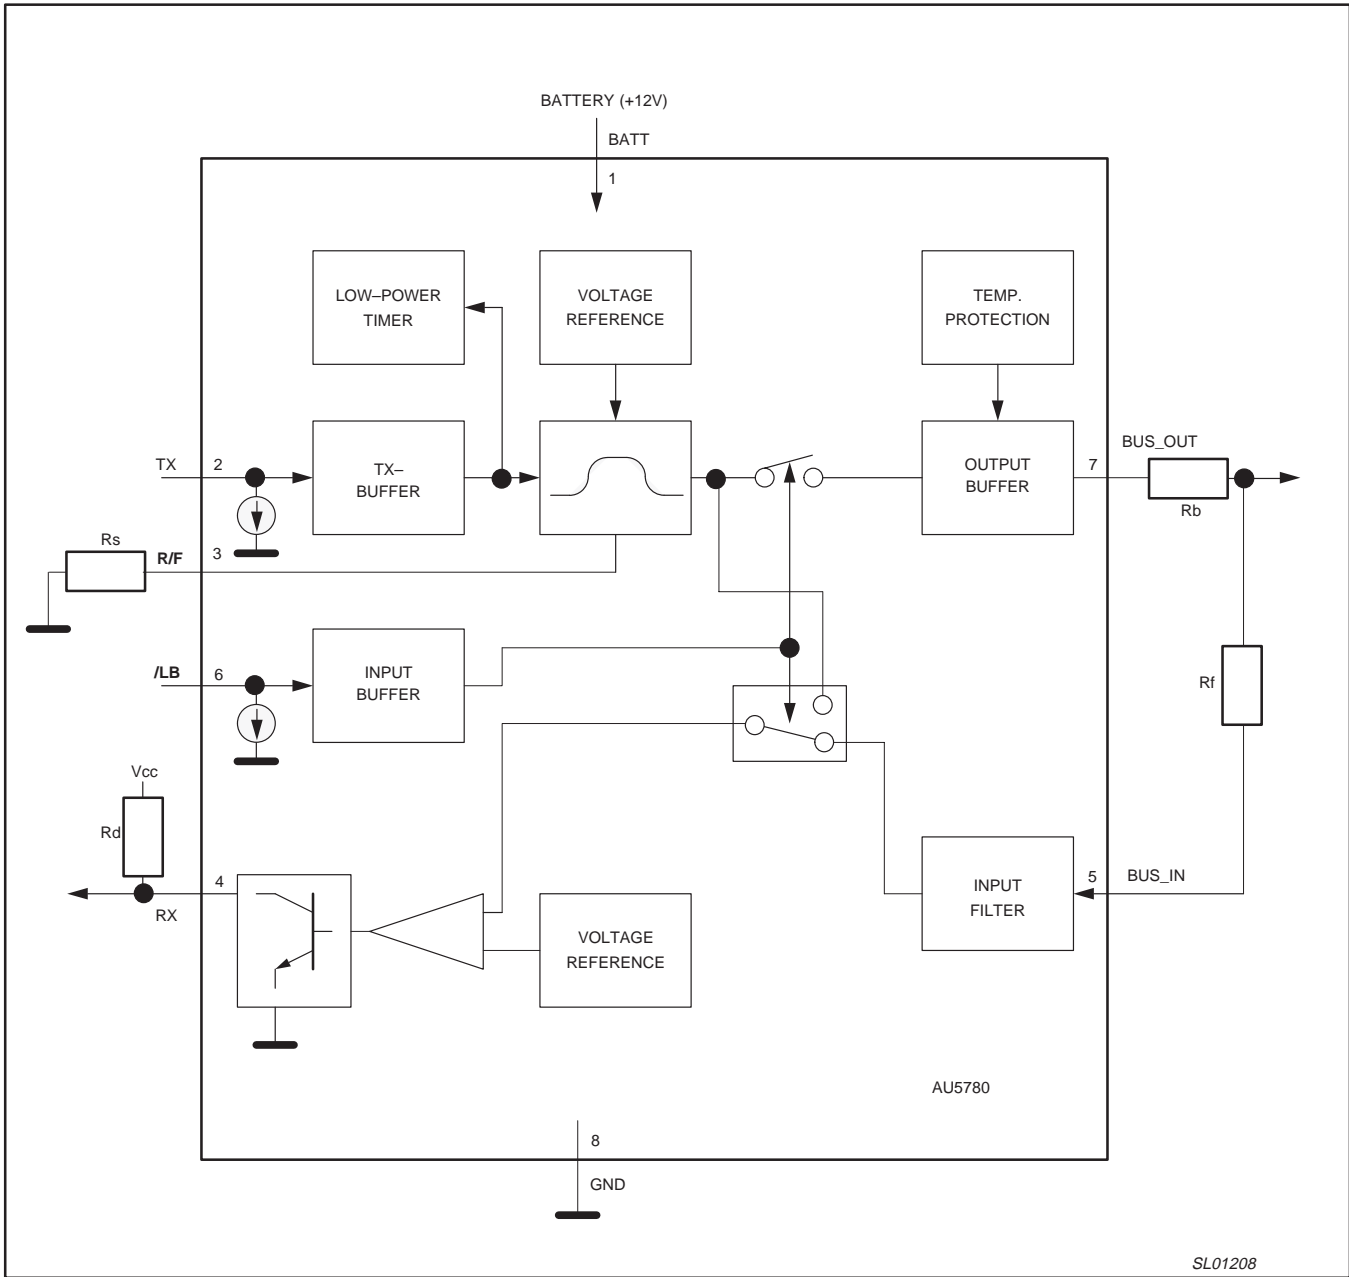 BATTERY (+12V)
BATT
1
LOW–POWER
TIMER
VOLTAGE
REFERENCE
TEMP.
PROTECTION
TX
2
TX–
BUFFER
OUTPUT
BUFFER
7
BUS_OUT
Rb
Rs
R/F
3
/LB
6
INPUT
BUFFER
Rf
Vcc
Rd
4
RX
VOLTAGE
REFERENCE
INPUT
FILTER
5
BUS_IN
AU5780
8
GND
SL01208